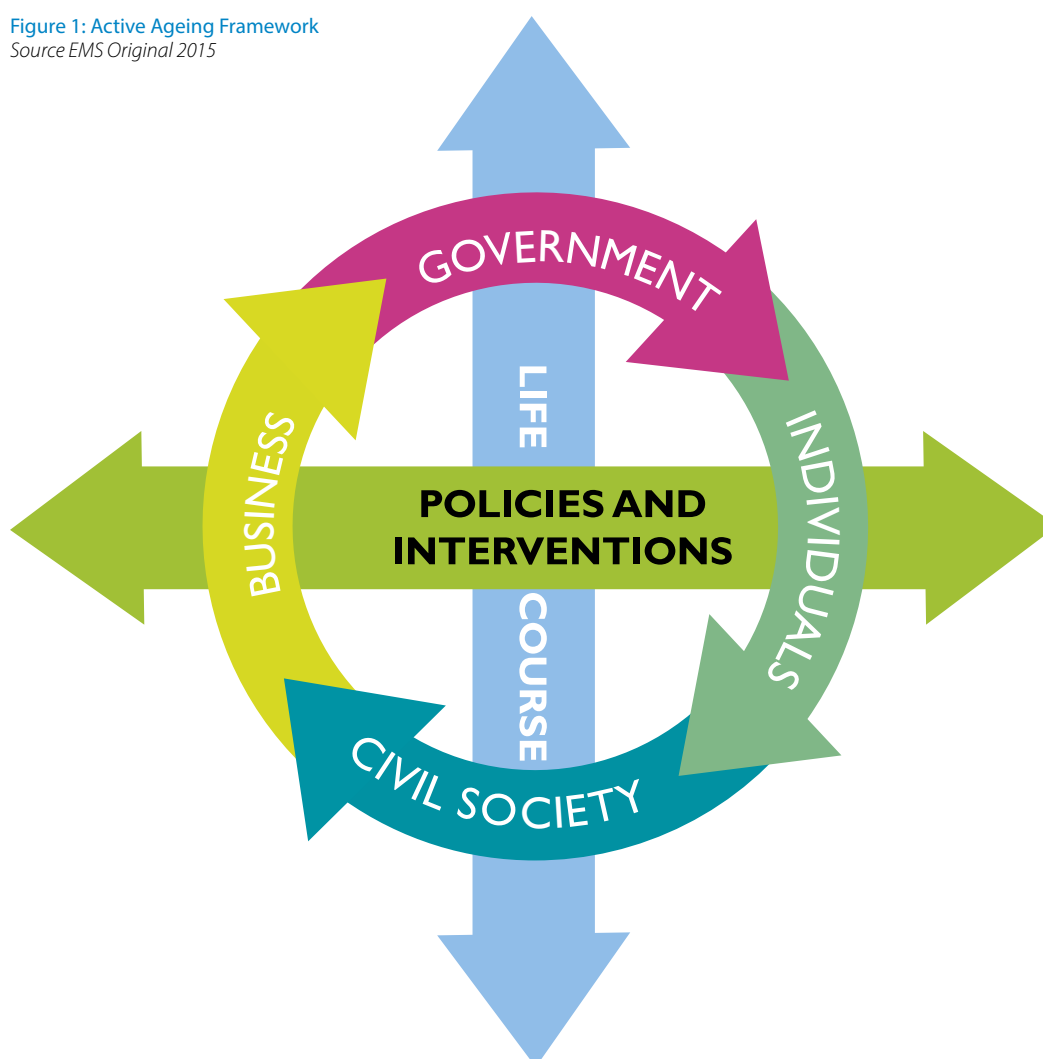 Figure 1: Active Ageing Framework
Source EMS Original 2015
GOVERNMENT
INDIVIDUALS
CIVIL SOCIETY
BUSINESS
LIFE COURSE
POLICIES AND
INTERVENTIONS